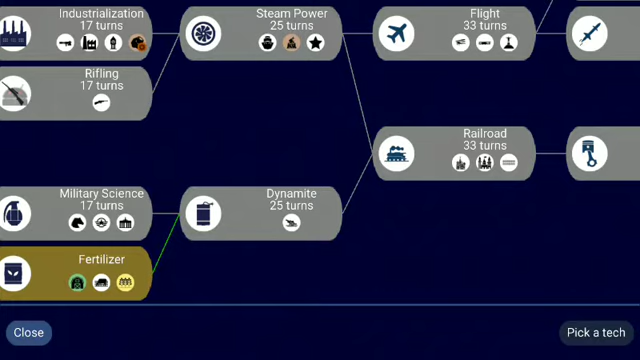 Industrialization
17 turns
Steam Power
25 turns
Flight
33 turns
Rifling
17 turns
Railroad
33 turns
Military Science
17 turns
Dynamite
25 turns
Fertilizer
Close
Pick a tech